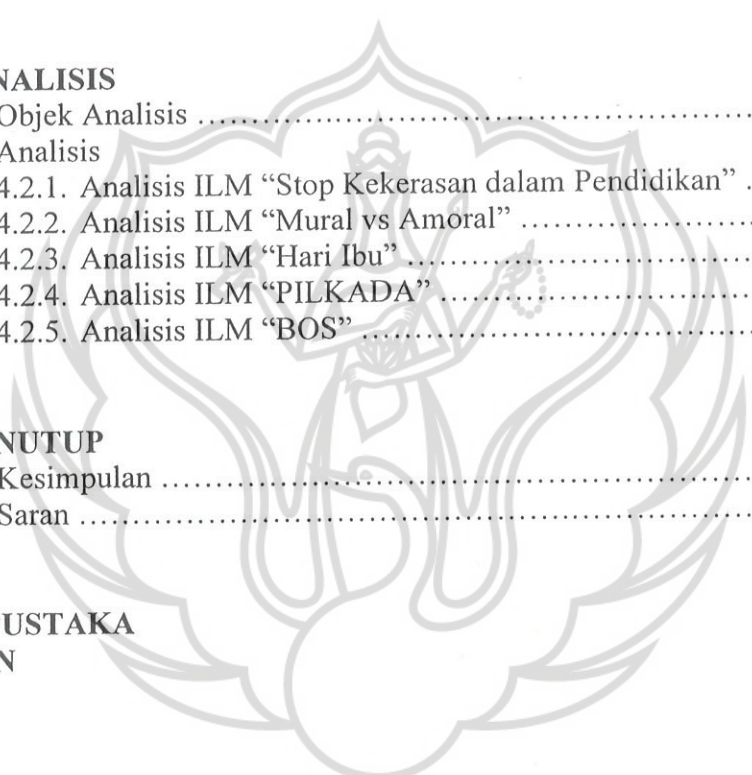 NALISIS
Objek Analisis ........................................................
Analisis
4.2.1. Analisis ILM “Stop Kekerasan dalam Pendidikan” .
4.2.2. Analisis ILM “Mural vs Amoral” ........................
4.2.3. Analisis ILM “Hari Ibu” ...................................
4.2.4. Analisis ILM “PILKADA” ................................
4.2.5. Analisis ILM “BOS” ........................................
NUTUP
Kesimpulan ............................................................
Saran .....................................................................
USTAKA
N